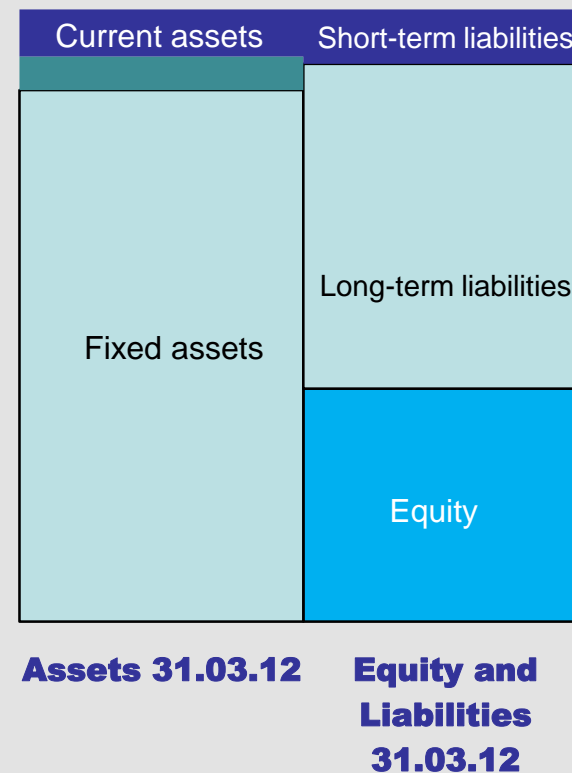 Current assets
Short-term liabilities
Long-term liabilities
Fixed assets
Equity
Assets 31.03.12
Equity and
Liabilities
31.03.12